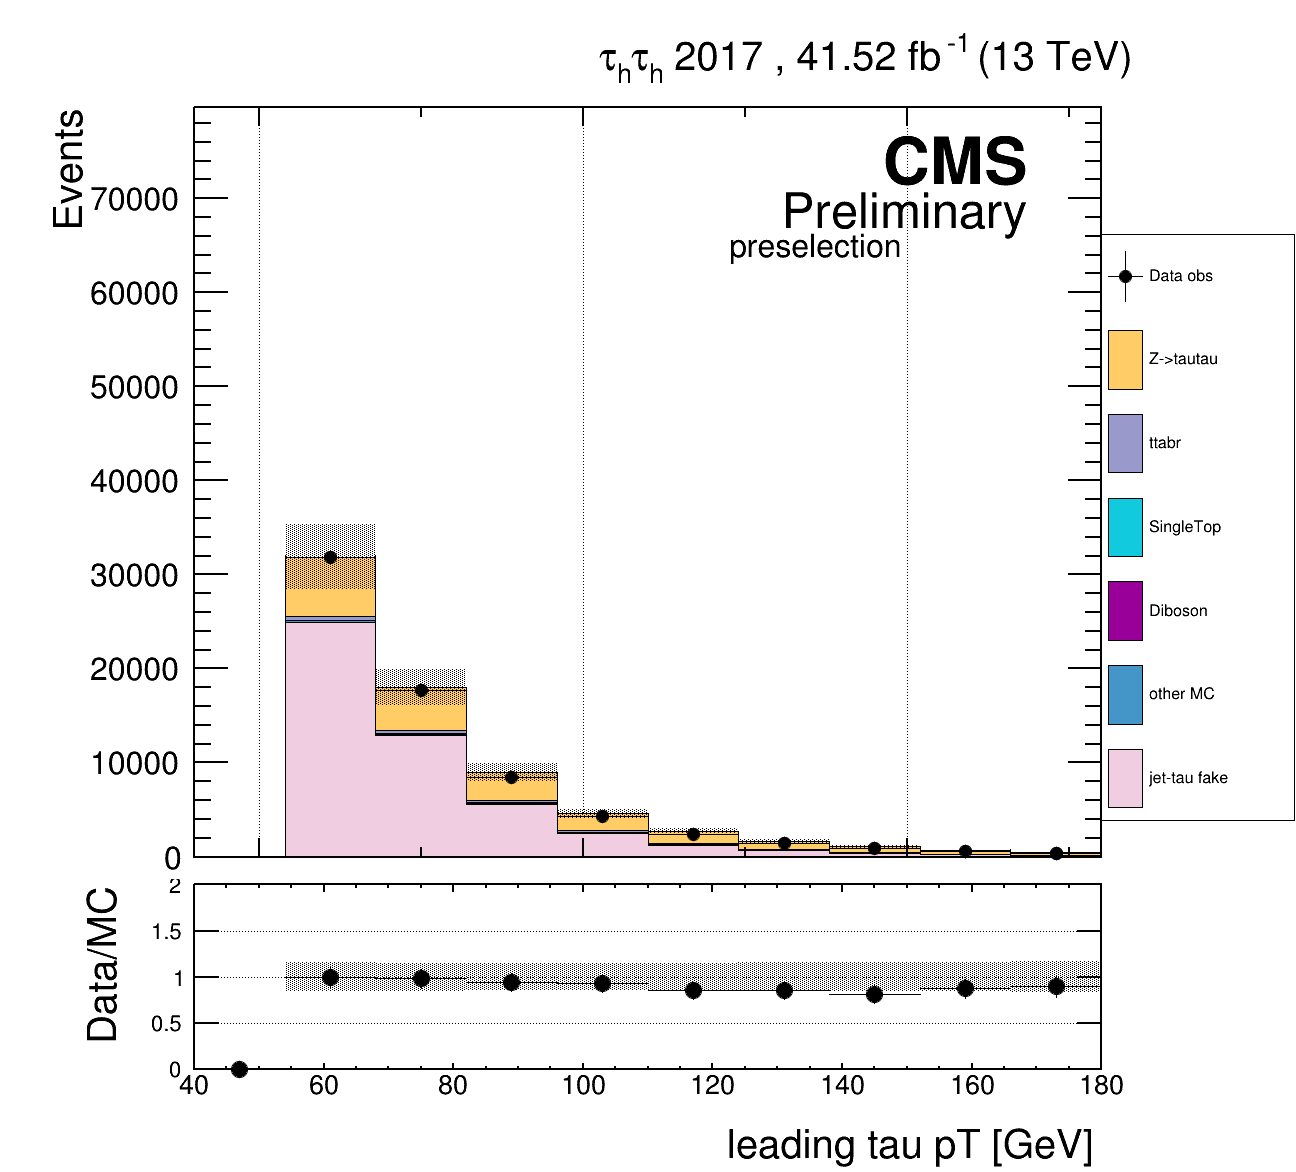 τhτh 2017 , 41.52 fb-1 (13 TeV)
Events
CMS
Preliminary
preselection
70000
60000
50000
40000
30000
20000
10000
0
Data obs
Z->tautau
ttabr
SingleTop
Diboson
other MC
jet-tau fake
Data/MC
2
1.5
1
0.5
0
40 60 80 100 120 140 160 180
leading tau pT [GeV]